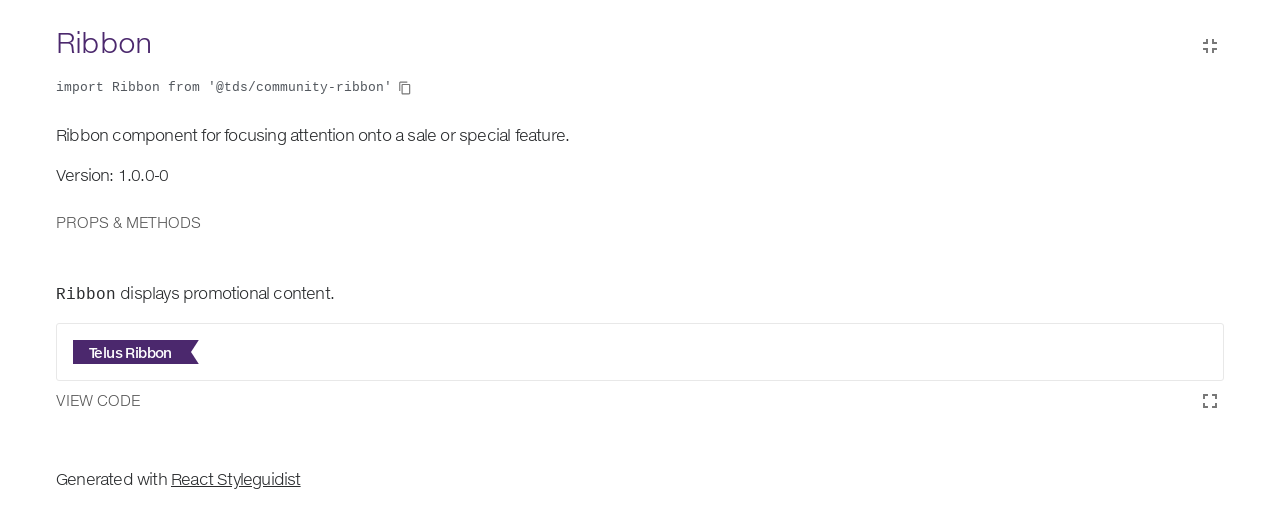 Ribbon
import Ribbon from '@tds/community-ribbon'
Ribbon component for focusing attention onto a sale or special feature.
Version: 1.0.0-0
PROPS & METHODS
Ribbon displays promotional content.
Telus Ribbon
VIEW CODE
Generated with React Styleguidist